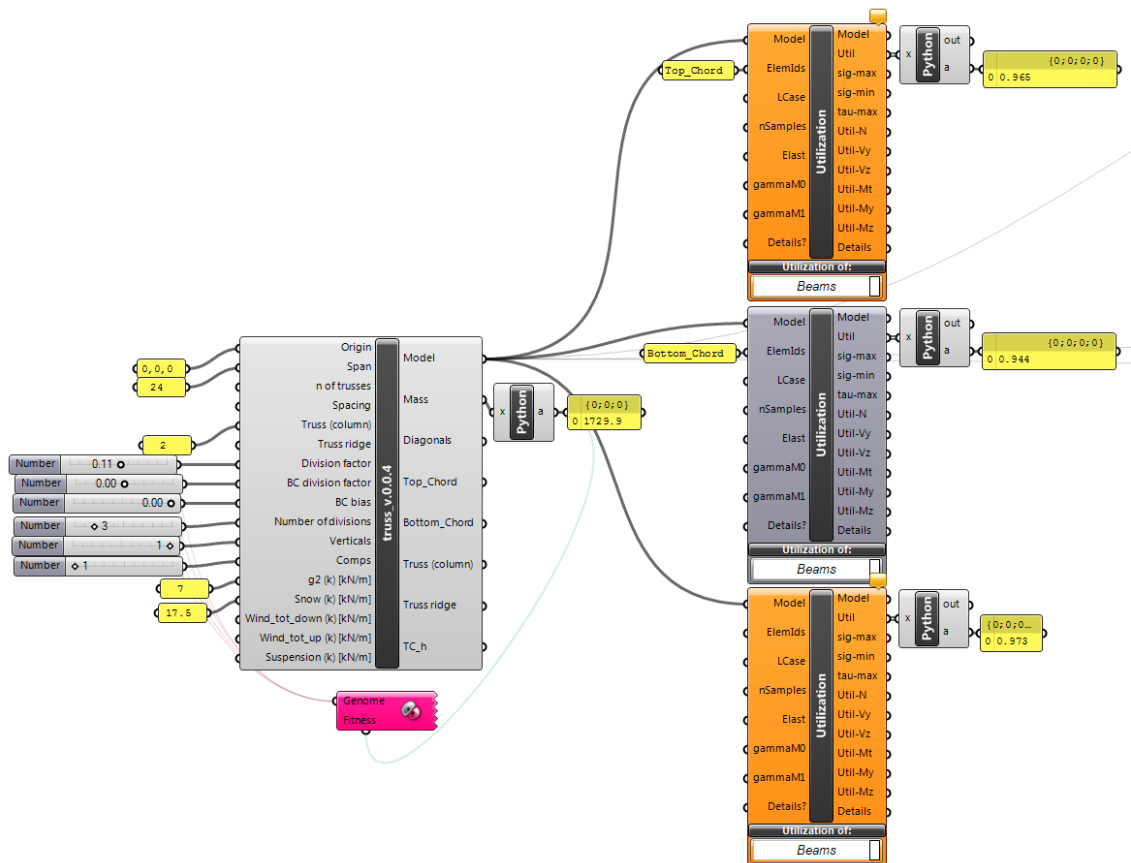 Model
Util
sig-max
sig-min
tau-max
Util-N
Util-Vy
Util-Vz
Util-Mt
Util-My
Util-Mz
Details
Model
ElemIds
LCase
nSamples
Elast
gammaM0
gammaM1
Details?
Utilization
Utilization of:
Beams
Top_Chord
x
Python
out
a
{0;0;0;0}
0 0.965
Model
Util
sig-max
sig-min
tau-max
Util-N
Util-Vy
Util-Vz
Util-Mt
Util-My
Util-Mz
Details
Model
ElemIds
LCase
nSamples
Elast
gammaM0
gammaM1
Details?
Utilization
Utilization of:
Beams
Bottom_Chord
x
Python
out
a
{0;0;0;0}
0 0.944
0,0,0
24
2
Number 0.11
Number 0.00
Number 0.00
Number 3
Number 1
Number 1
7
17.5
Origin
Span
n of trusses
Spacing
Truss (column)
Truss ridge
Division factor
BC division factor
BC bias
Number of divisions
Verticals
Comps
g2 (k) [kN/m]
Snow (k) [kN/m]
Wind_tot_down (k) [kN/m]
Wind_tot_up (k) [kN/m]
Suspension (k) [kN/m]
truss_v.0.0.4
Model
Mass
Diagonals
Top_Chord
Bottom_Chord
Truss (column)
Truss ridge
TC_h
x
Python
a
{0;0;0}
0 1729.9
Genome
Fitness
Model
Util
sig-max
sig-min
tau-max
Util-N
Util-Vy
Util-Vz
Util-Mt
Util-My
Util-Mz
Details
Model
ElemIds
LCase
nSamples
Elast
gammaM0
gammaM1
Details?
Utilization
Utilization of:
Beams
x
Python
out
a
{0;0;0…
0 0.973